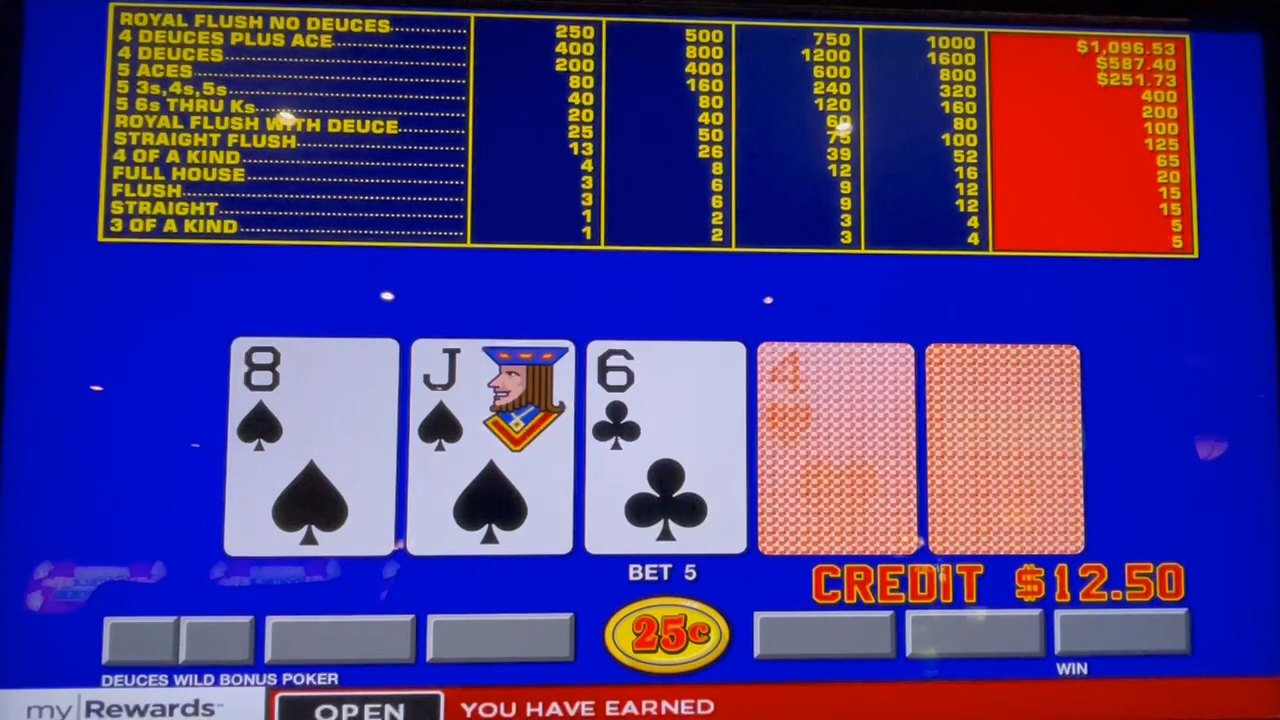 ROYAL FLUSH NO DEUCES 250 500 750 1000 $1,096.53
4 DEUCES PLUS ACE 400 800 1200 1600 $587.40
4 DEUCES 200 400 600 800 $251.73
5 ACES 80 160 240 320 400
5 3s,4s,5s 40 80 120 160 200
5 6s THRU Ks 20 40 60 80 100
ROYAL FLUSH WITH DEUCE 25 50 75 100 125
STRAIGHT FLUSH 13 26 39 52 65
4 OF A KIND 4 8 12 16 20
FULL HOUSE 3 6 9 12 15
FLUSH 3 6 9 12 15
STRAIGHT 1 2 3 4 5
3 OF A KIND 1 2 3 4 5
8 J 6 4
BET 5
CREDIT $12.50
25¢
DEUCES WILD BONUS POKER WIN
my|Rewards OPEN YOU HAVE EARNED